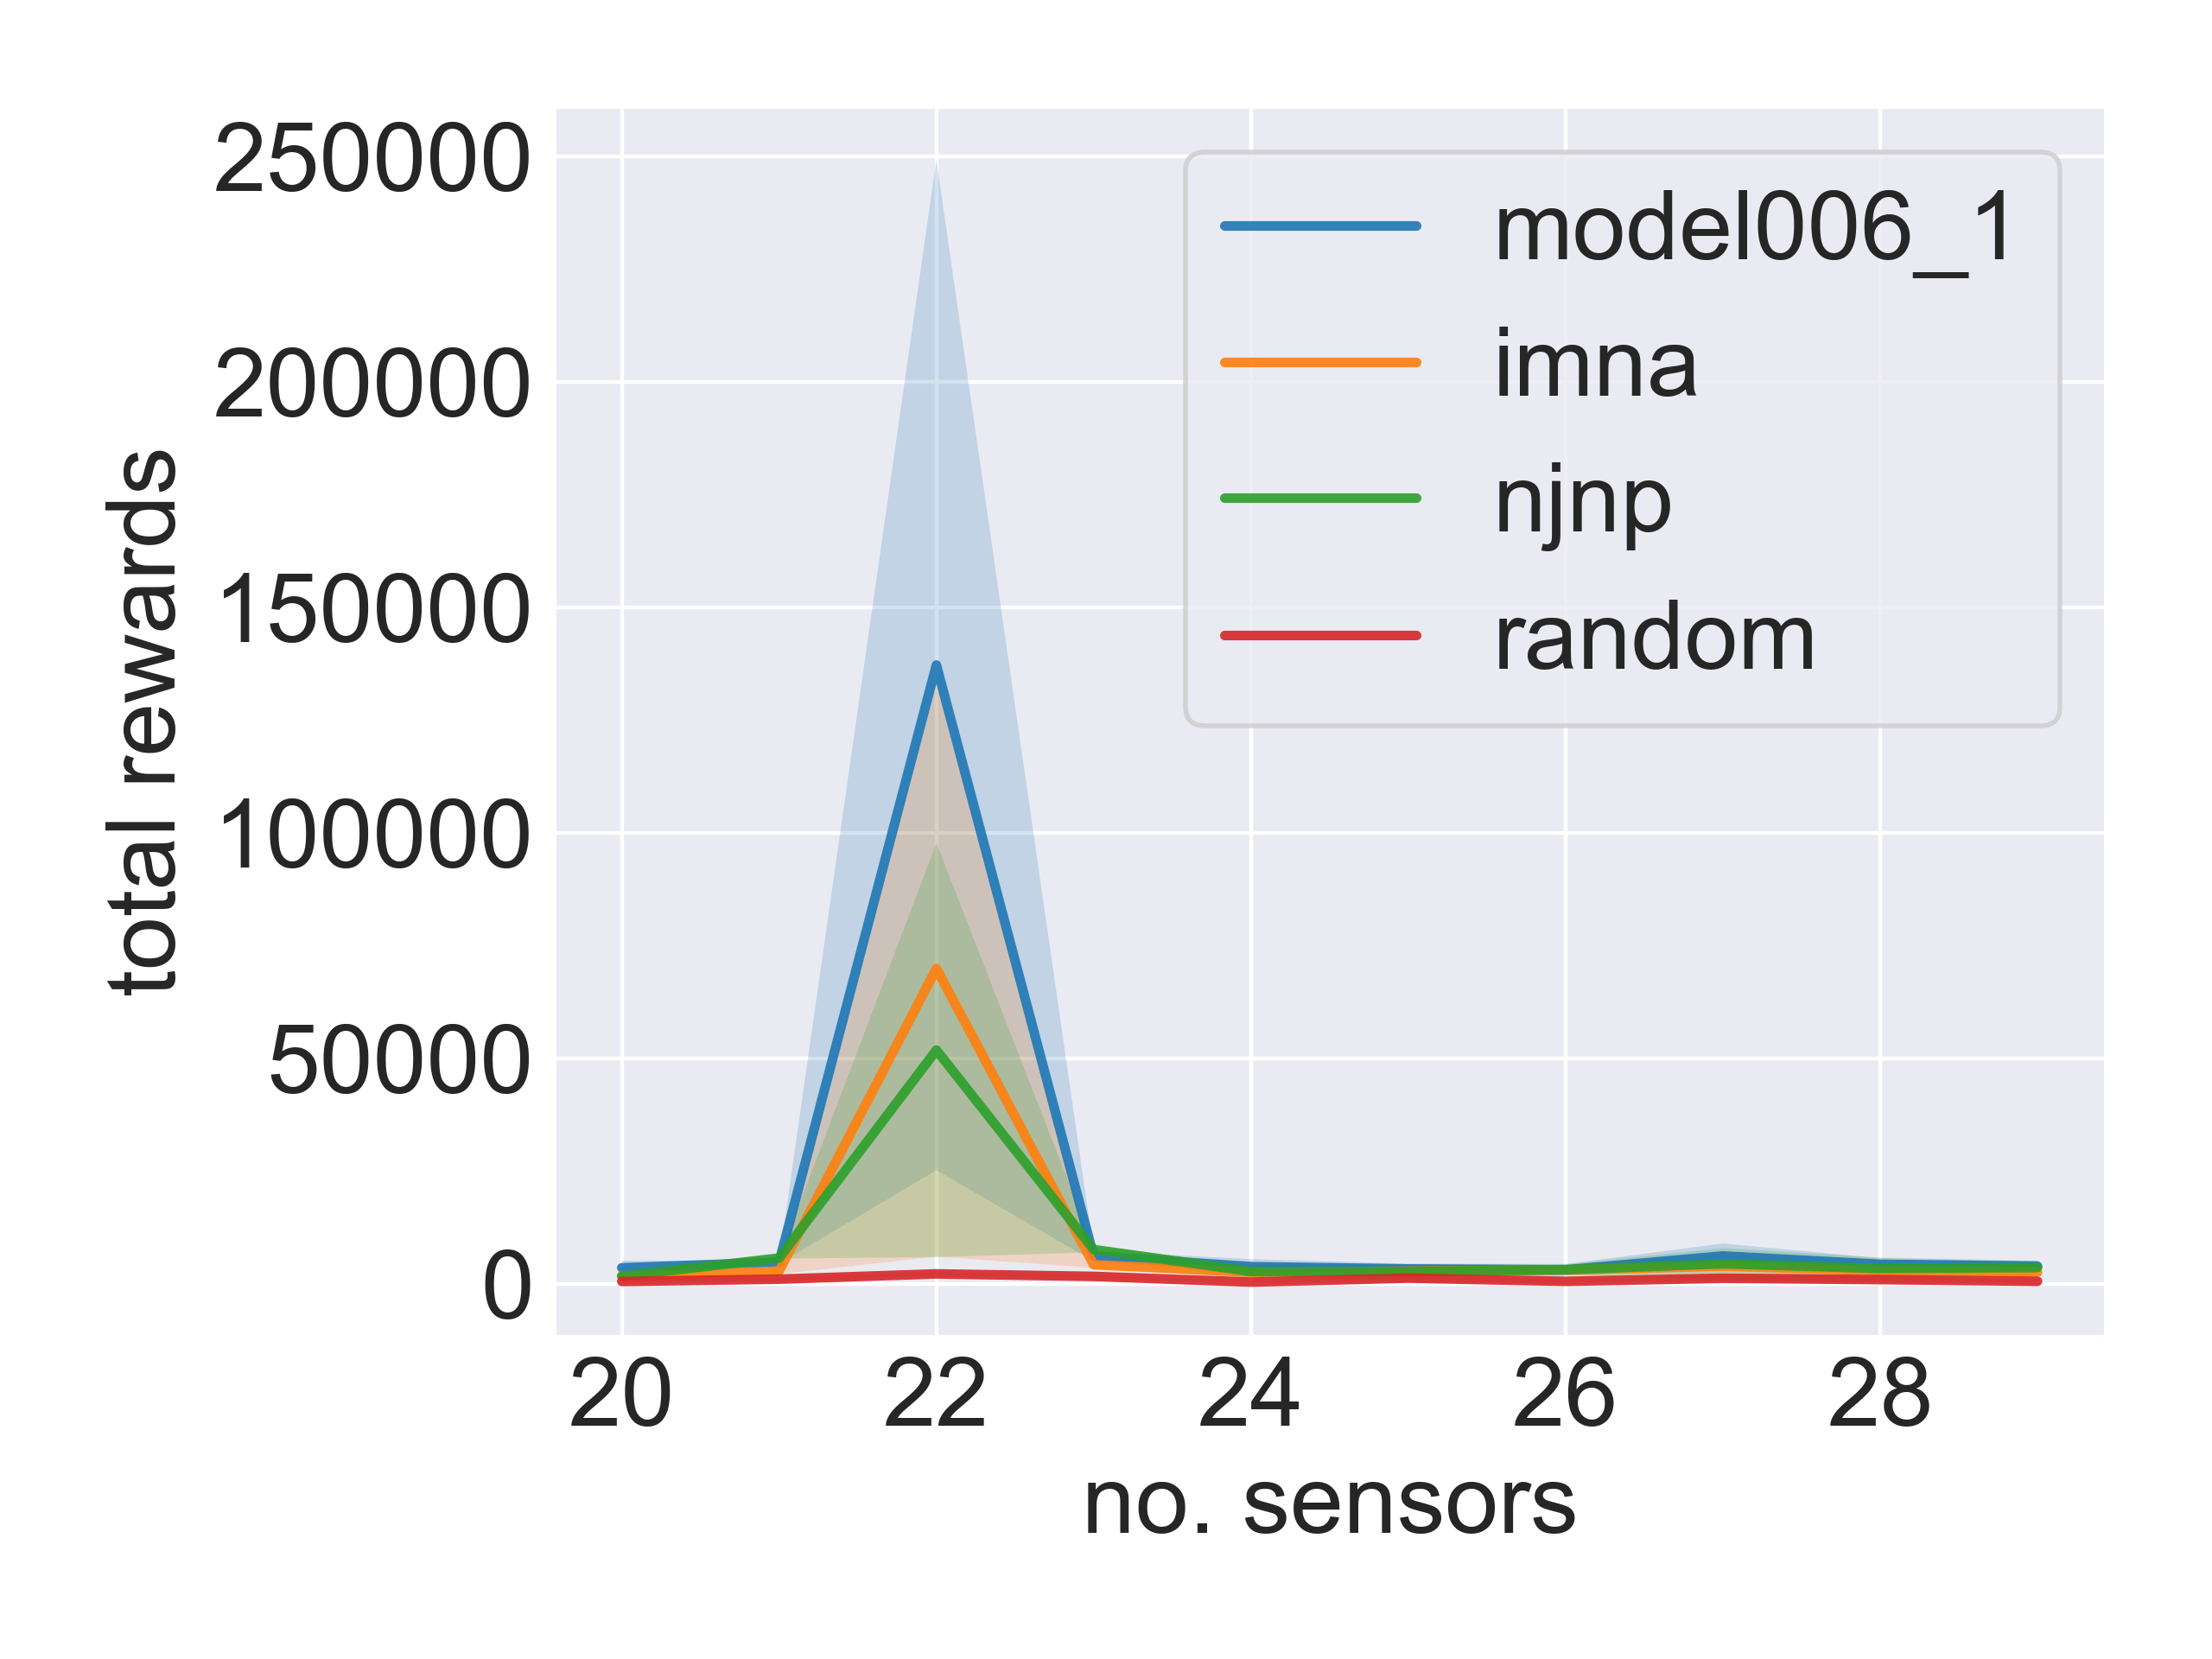 250000
200000
150000
100000
50000
0
total rewards
model006_1
imna
njnp
random
20 22 24 26 28
no. sensors